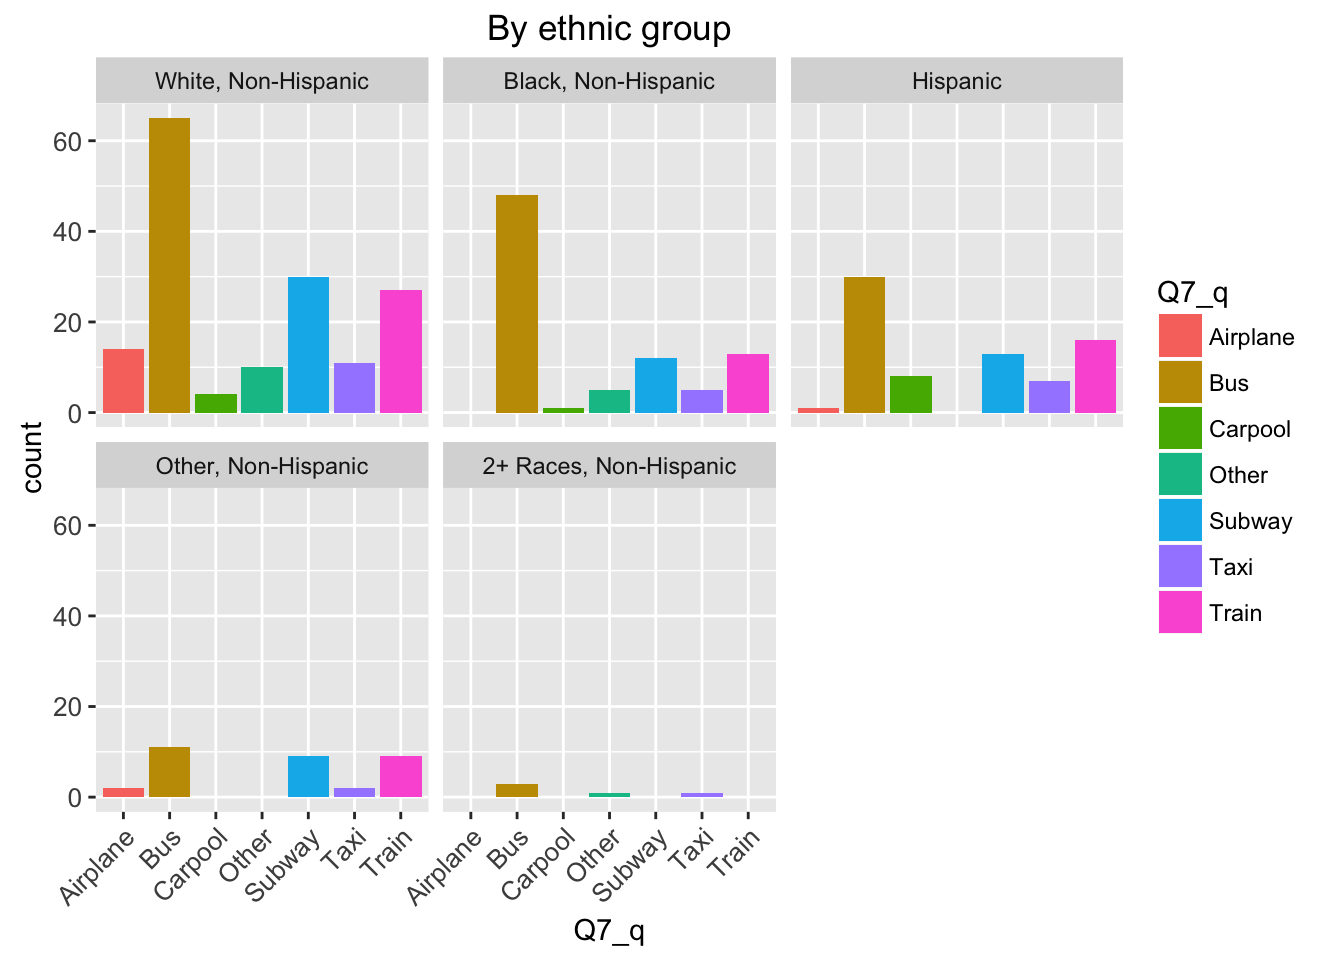 By ethnic group
White, Non-Hispanic
Black, Non-Hispanic
Hispanic
60
40
20
0
count
Other, Non-Hispanic
2+ Races, Non-Hispanic
60
40
20
0
Airplane
Bus
Carpool
Other
Subway
Taxi
Train
Airplane
Bus
Carpool
Other
Subway
Taxi
Train
Q7_q
Q7_q
Airplane
Bus
Carpool
Other
Subway
Taxi
Train